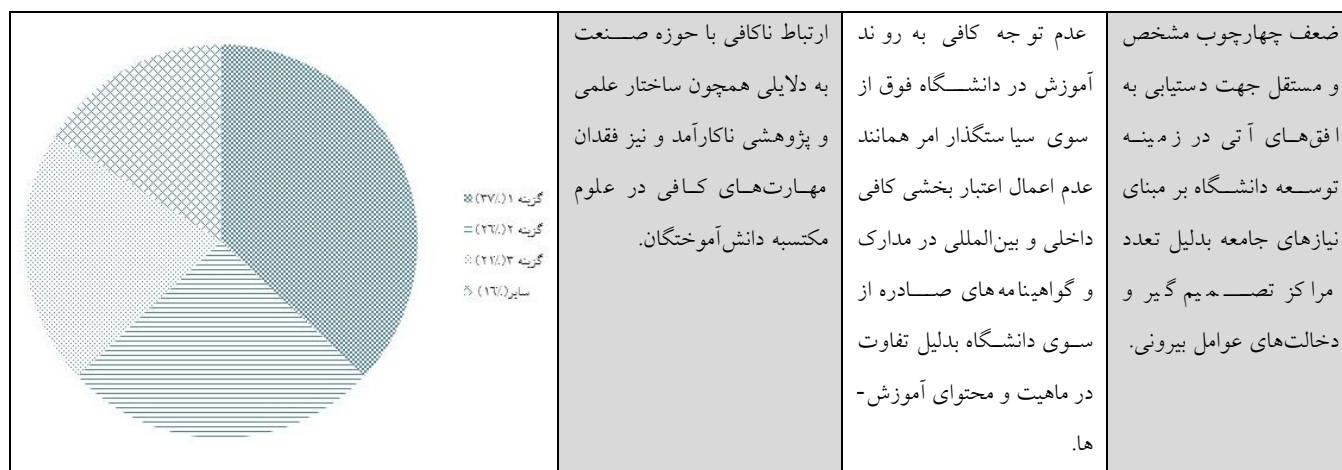 ضعف چهارچوب مشخص
و مستقل جهت دستیابی به
افق‌های آتی در زمینه
توسعه دانشگاه بر مبنای
نیازهای جامعه بدلیل تعدد
مراکز تصمیم گیر و
دخالت‌های عوامل بیرونی.
عدم توجه کافی به روند
آموزش در دانشگاه فوق از
سوی سیاستگذار امر همانند
عدم اعمال اعتبار بخشی کافی
داخلی و بین‌المللی در مدارک
و گواهینامه‌های صادره از
سوی دانشگاه بدلیل تفاوت
در ماهیت و محتوای آموزش-
ها.
ارتباط ناکافی با حوزه صنعت
به دلایلی همچون ساختار علمی
و پژوهشی ناکارآمد و نیز فقدان
مهارت‌های کافی در علوم
مکتسبه دانش‌آموختگان.
گزینه ۱(٪۳۷)
گزینه ۲(٪۲۶)
گزینه ۳(٪۲۱)
سایر(٪۱۶)